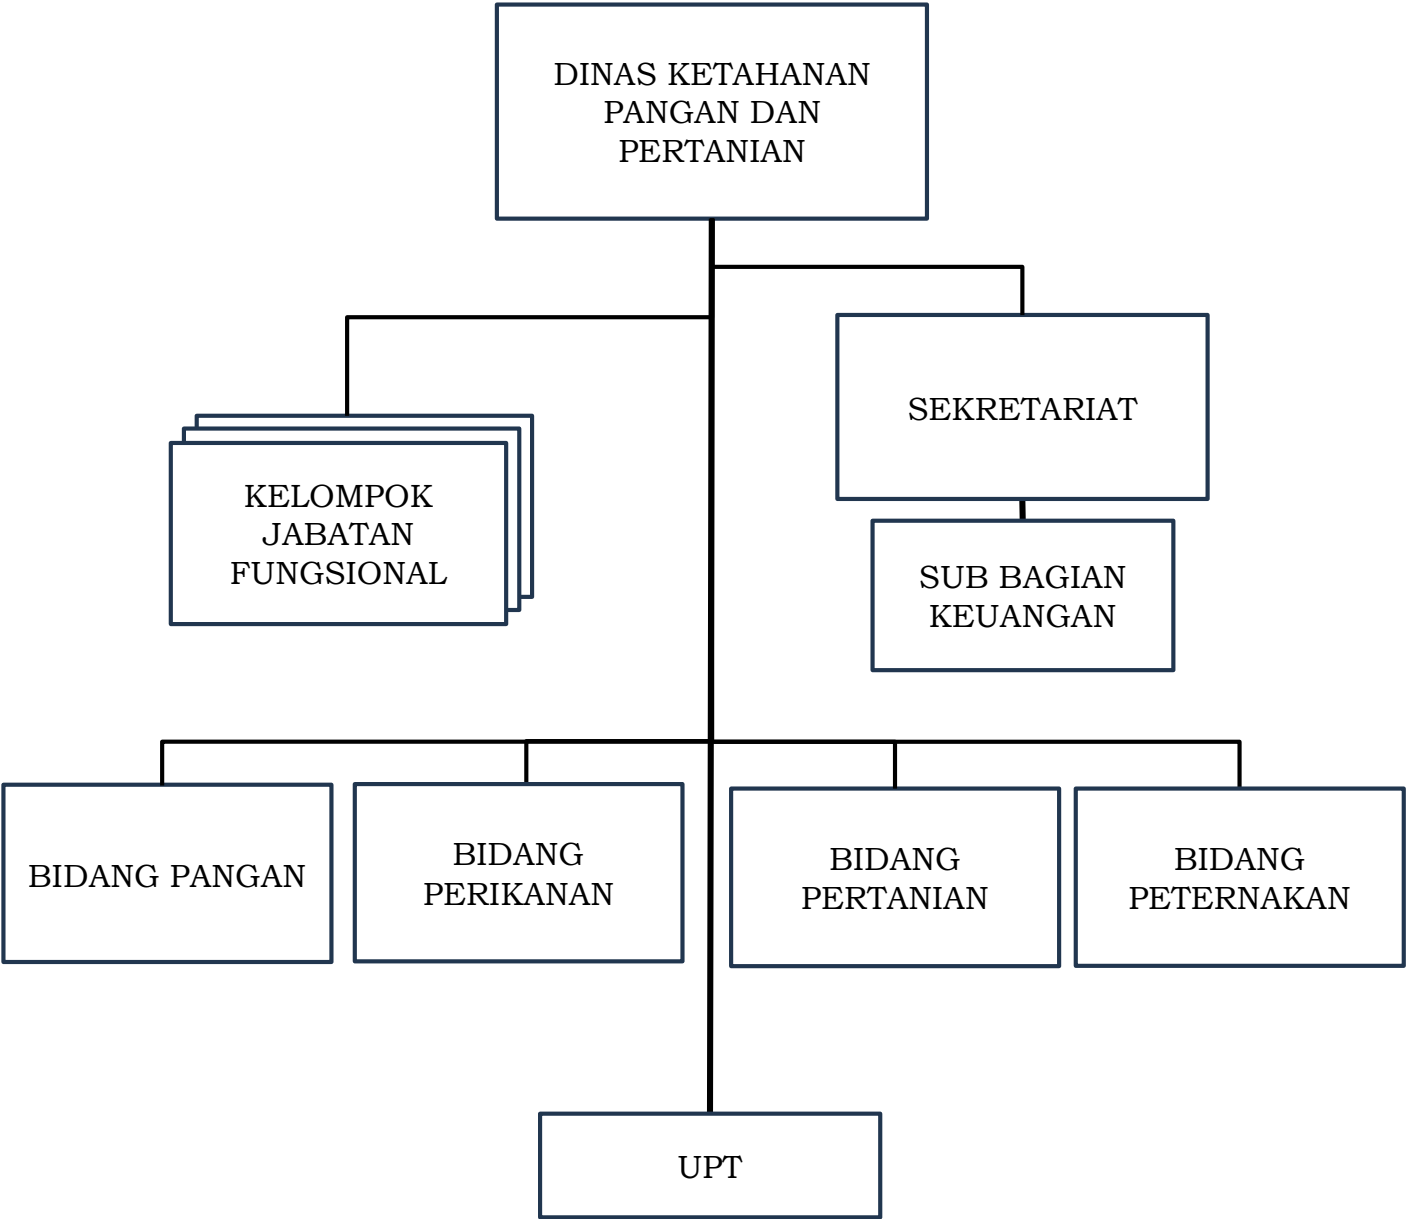 DINAS KETAHANAN
PANGAN DAN
PERTANIAN
SEKRETARIAT
KELOMPOK
JABATAN
FUNGSIONAL
SUB BAGIAN
KEUANGAN
BIDANG PANGAN
BIDANG
PERIKANAN
BIDANG
PERTANIAN
BIDANG
PETERNAKAN
UPT